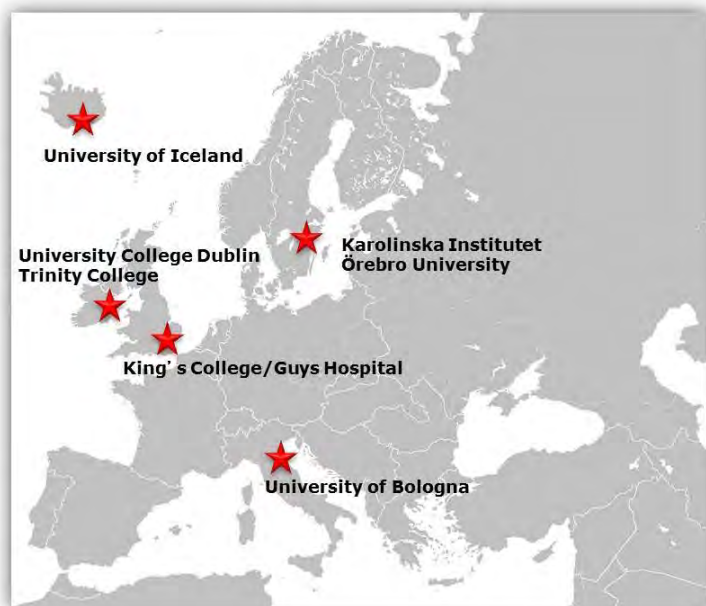 University of Iceland
University College Dublin
Trinity College
Karolinska Institutet
Örebro University
King's College/Guys Hospital
University of Bologna